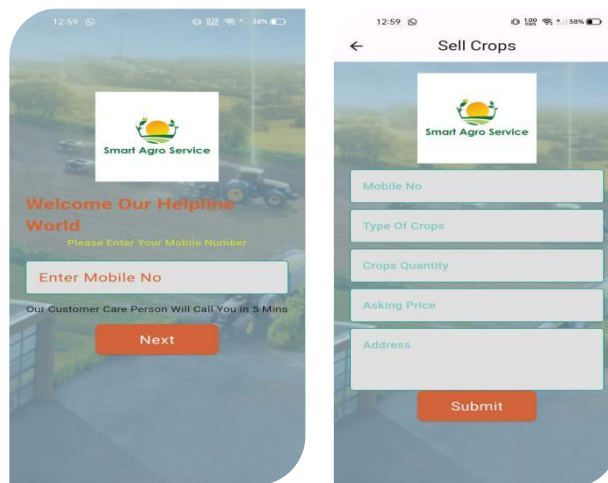 12:59
38%
Smart Agro Service
Welcome Our Helpline
World
Please Enter Your Mobile Number
Enter Mobile No
Our Customer Care Person Will Call You in 5 Mins
Next
12:59
38%
Sell Crops
Smart Agro Service
Mobile No
Type Of Crops
Crops Quantity
Asking Price
Address
Submit